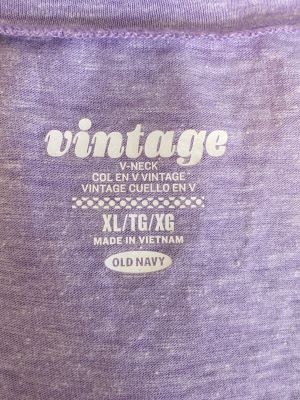 vintage
V-NECK
COL EN V VINTAGE
VINTAGE CUELLO EN V
XL/TG/XG
MADE IN VIETNAM
OLD NAVY